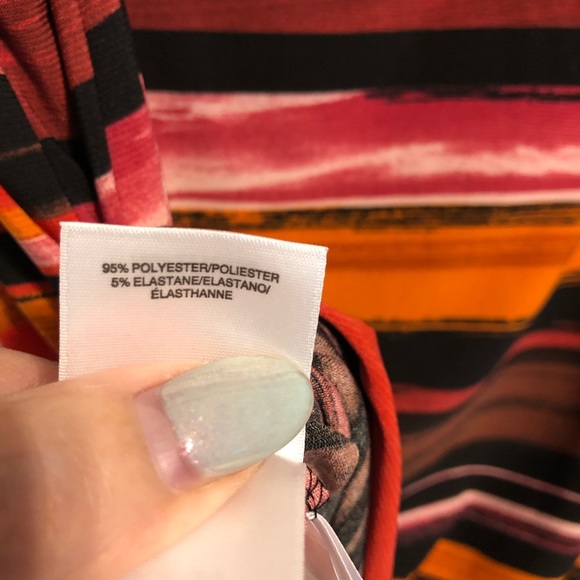 95% POLYESTER/POLIESTER
5% ELASTANE/ELASTANO/
ÉLASTHANNE